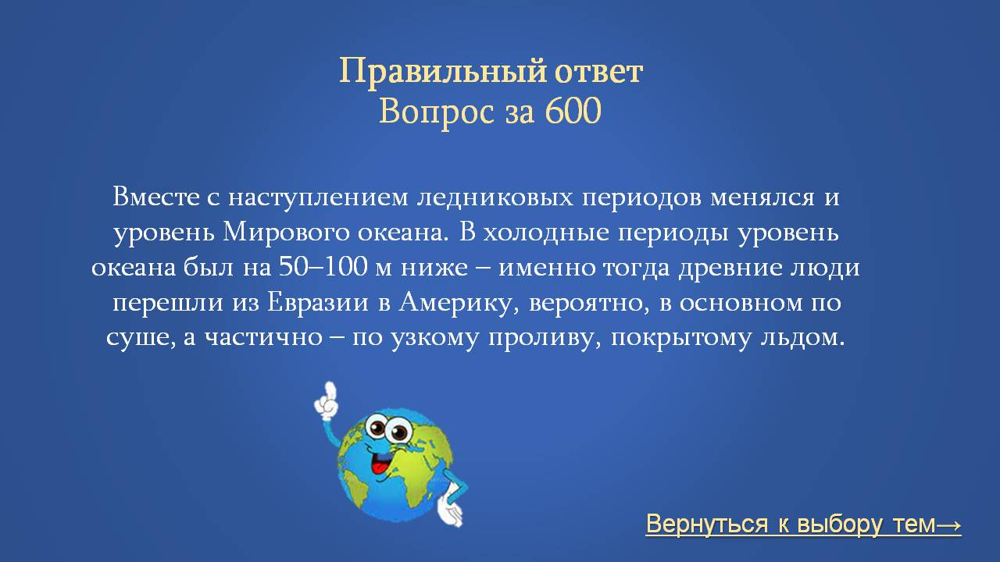 Правильный ответ
Вопрос за 600
Вместе с наступлением ледниковых периодов менялся и
уровень Мирового океана. В холодные периоды уровень
океана был на 50–100 м ниже – именно тогда древние люди
перешли из Евразии в Америку, вероятно, в основном по
суше, а частично – по узкому проливу, покрытому льдом.
Вернуться к выбору тем→